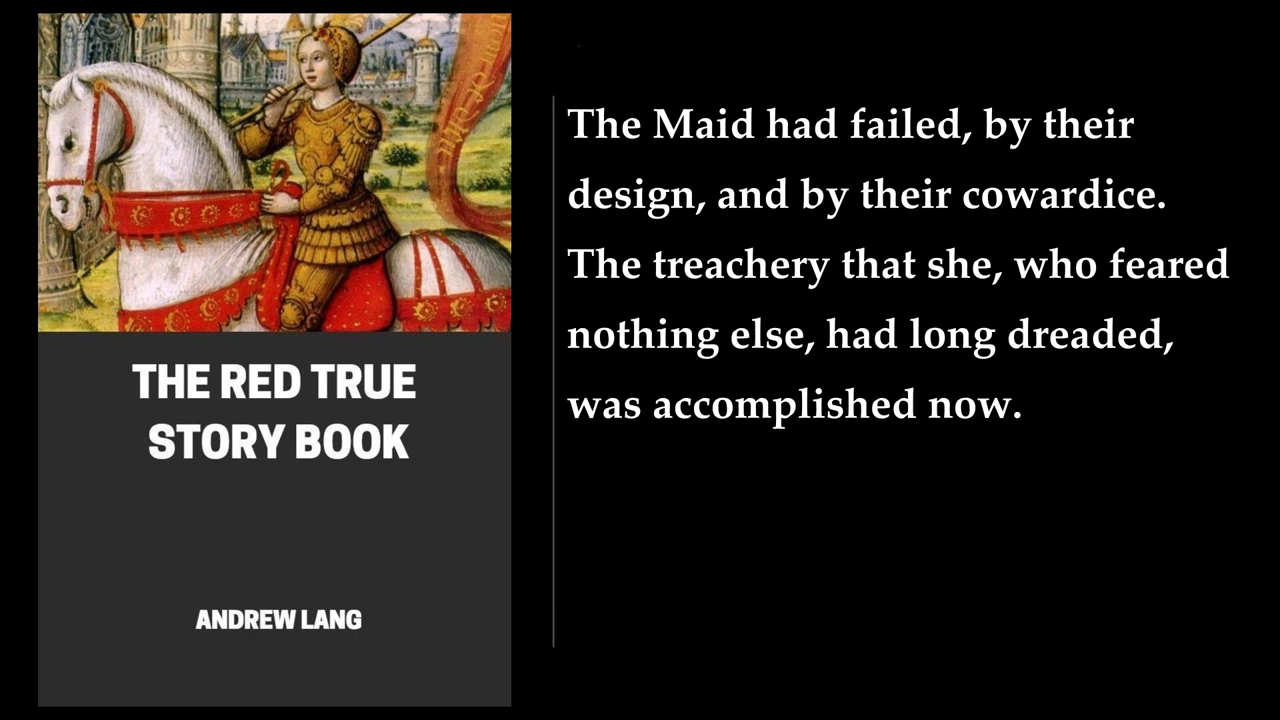 THE RED TRUE
STORY BOOK
ANDREW LANG
The Maid had failed, by their
design, and by their cowardice.
The treachery that she, who feared
nothing else, had long dreaded,
was accomplished now.